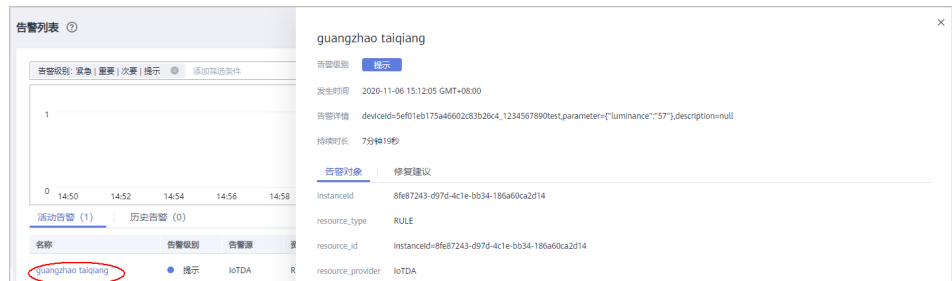 告警列表
告警级别: 紧急 | 重要 | 次要 | 提示 添加筛选条件
1
0
14:50 14:52 14:54 14:56 14:58
活动告警（1） 历史告警（0）
名称 告警级别 告警源
guangzhao taiqiang 提示 IoTDA R
guangzhao taiqiang
告警级别 提示
发生时间 2020-11-06 15:12:05 GMT+08:00
告警详情 deviceId=5ef01eb175a46602c83b26c4_1234567890test,parameter={"luminance":"57"},description=null
持续时长 7分钟19秒
告警对象 修复建议
instanceId 8fe87243-d97d-4c1e-bb34-186a60ca2d14
resource_type RULE
resource_id instanceId=8fe87243-d97d-4c1e-bb34-186a60ca2d14
resource_provider IoTDA